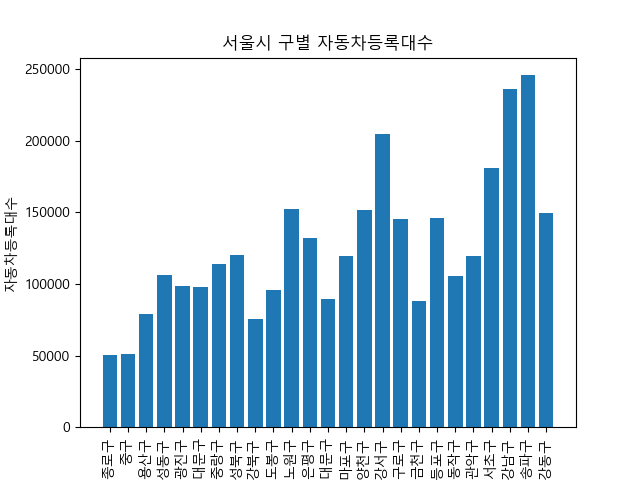 서울시 구별 자동차등록대수
자동차등록대수
250000
200000
150000
100000
50000
0
종로구
중구
용산구
성동구
광진구
대문구
중랑구
성북구
강북구
도봉구
노원구
은평구
대문구
마포구
양천구
강서구
구로구
금천구
등포구
동작구
관악구
서초구
강남구
송파구
강동구